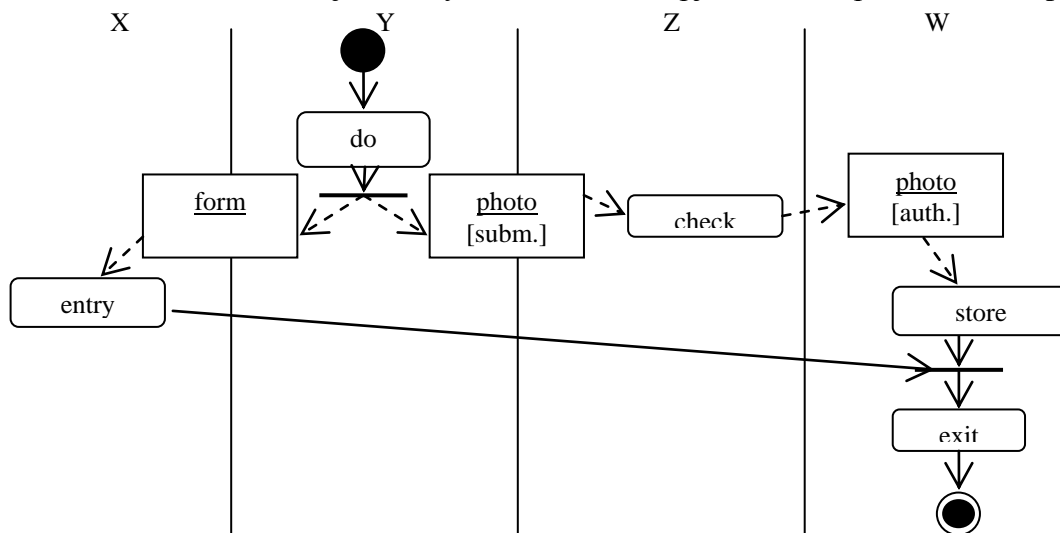 X
Y
Z
W
do
form
photo
[subm.]
check
photo
[auth.]
entry
store
exit